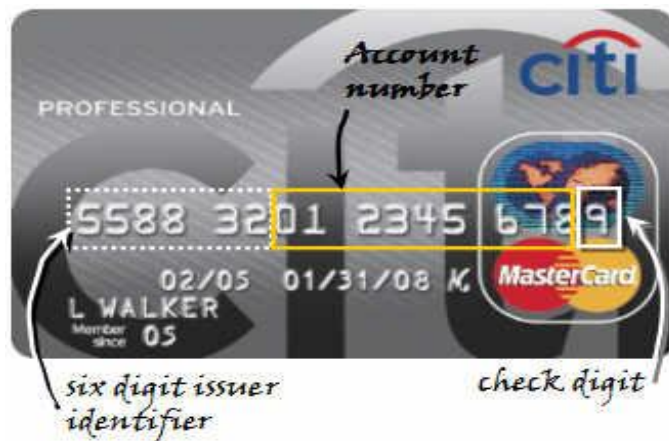 Account
number
citi
PROFESSIONAL
citi
5588 3201 2345 6789
02/05 01/31/08 M
MasterCard
L WALKER
Member
since 05
six digit issuer
identifier
check digit